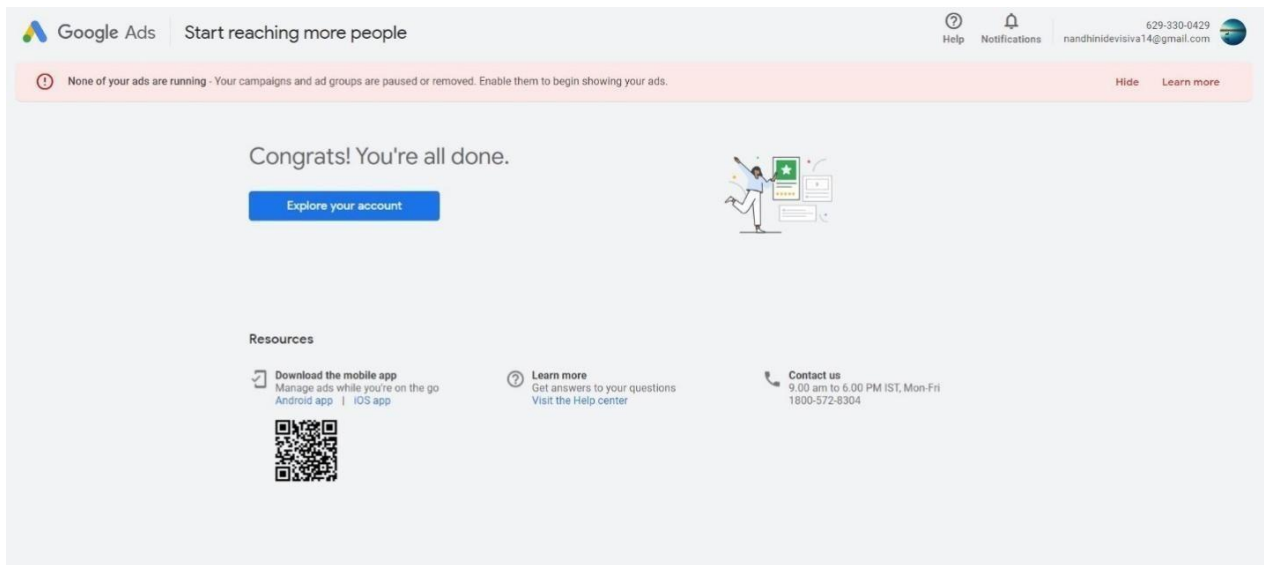 Google Ads
Start reaching more people
Help
Notifications
629-330-0429
nandhinidevisiva14@gmail.com
None of your ads are running - Your campaigns and ad groups are paused or removed. Enable them to begin showing your ads.
Hide
Learn more
Congrats! You're all done.
Explore your account
Resources
Download the mobile app
Manage ads while you're on the go
Android app | iOS app
Learn more
Get answers to your questions
Visit the Help center
Contact us
9.00 am to 6.00 PM IST, Mon-Fri
1800-572-8304